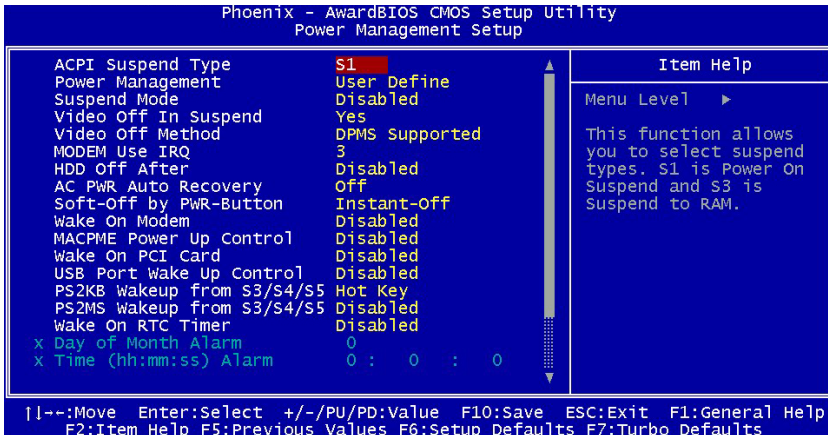 Phoenix - AwardBIOS CMOS Setup Utility
Power Management Setup
ACPI Suspend Type S1
Power Management User Define
Suspend Mode Disabled
Video Off In Suspend Yes
Video Off Method DPMS Supported
MODEM Use IRQ 3
HDD Off After Disabled
AC PWR Auto Recovery Off
Soft-Off by PWR-Button Instant-Off
Wake On Modem Disabled
MACPME Power Up Control Disabled
Wake On PCI Card Disabled
USB Port Wake Up Control Disabled
PS2KB Wakeup from S3/S4/S5 Hot Key
PS2MS Wakeup from S3/S4/S5 Disabled
Wake On RTC Timer Disabled
x Day of Month Alarm 0
x Time (hh:mm:ss) Alarm 0 : 0 : 0
Item Help
Menu Level ▶
This function allows
you to select suspend
types. S1 is Power On
Suspend and S3 is
Suspend to RAM.
↑↓→←:Move Enter:Select +/-/PU/PD:Value F10:Save ESC:Exit F1:General Help
F2:Item Help F5:Previous Values F6:Setup Defaults F7:Turbo Defaults